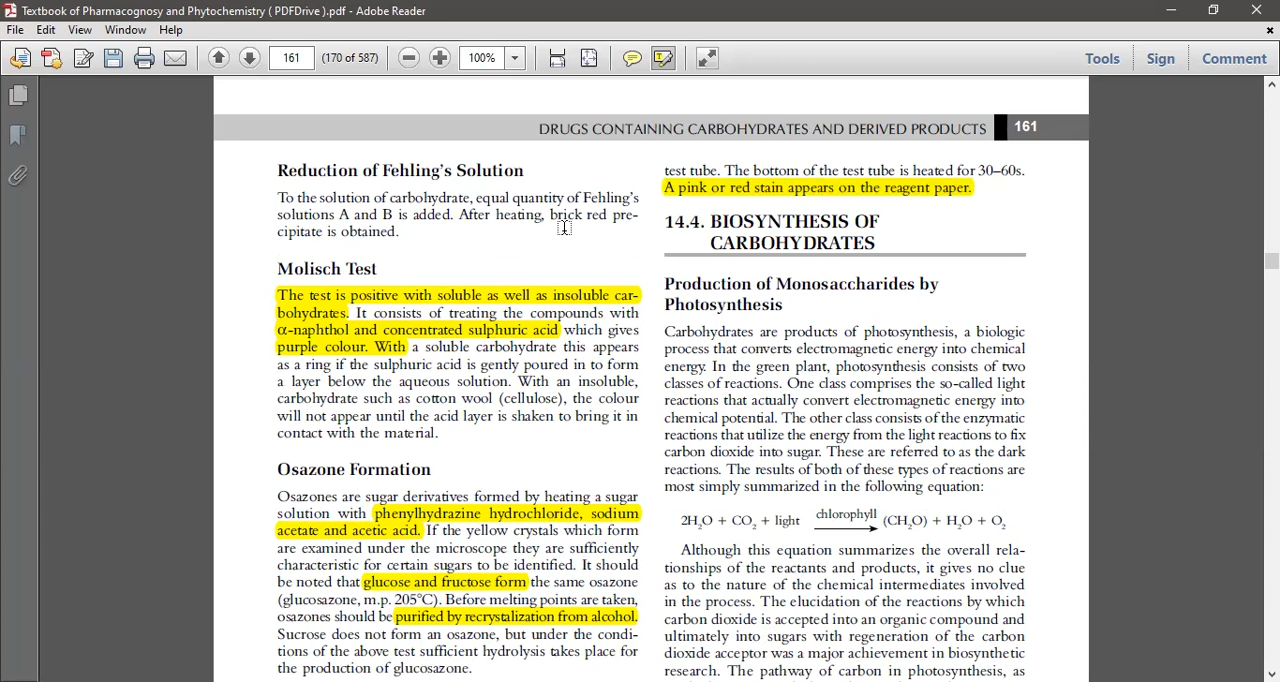 Textbook of Pharmacognosy and Phytochemistry ( PDFDrive ).pdf - Adobe Reader
File Edit View Window Help
161 (170 of 587) 100% Tools Sign Comment
DRUGS CONTAINING CARBOHYDRATES AND DERIVED PRODUCTS 161
Reduction of Fehling's Solution
To the solution of carbohydrate, equal quantity of Fehling's
solutions A and B is added. After heating, brick red pre-
cipitate is obtained.
Molisch Test
The test is positive with soluble as well as insoluble car-
bohydrates. It consists of treating the compounds with
α-naphthol and concentrated sulphuric acid which gives
purple colour. With a soluble carbohydrate this appears
as a ring if the sulphuric acid is gently poured in to form
a layer below the aqueous solution. With an insoluble,
carbohydrate such as cotton wool (cellulose), the colour
will not appear until the acid layer is shaken to bring it in
contact with the material.
Osazone Formation
Osazones are sugar derivatives formed by heating a sugar
solution with phenylhydrazine hydrochloride, sodium
acetate and acetic acid. If the yellow crystals which form
are examined under the microscope they are sufficiently
characteristic for certain sugars to be identified. It should
be noted that glucose and fructose form the same osazone
(glucosazone, m.p. 205°C). Before melting points are taken,
osazones should be purified by recrystalization from alcohol.
Sucrose does not form an osazone, but under the condi-
tions of the above test sufficient hydrolysis takes place for
the production of glucosazone.
test tube. The bottom of the test tube is heated for 30–60s.
A pink or red stain appears on the reagent paper.
14.4. BIOSYNTHESIS OF
CARBOHYDRATES
Production of Monosaccharides by
Photosynthesis
Carbohydrates are products of photosynthesis, a biologic
process that converts electromagnetic energy into chemical
energy. In the green plant, photosynthesis consists of two
classes of reactions. One class comprises the so-called light
reactions that actually convert electromagnetic energy into
chemical potential. The other class consists of the enzymatic
reactions that utilize the energy from the light reactions to fix
carbon dioxide into sugar. These are referred to as the dark
reactions. The results of both of these types of reactions are
most simply summarized in the following equation:
2H₂O + CO₂ + light chlorophyll (CH₂O) + H₂O + O₂
Although this equation summarizes the overall rela-
tionships of the reactants and products, it gives no clue
as to the nature of the chemical intermediates involved
in the process. The elucidation of the reactions by which
carbon dioxide is accepted into an organic compound and
ultimately into sugars with regeneration of the carbon
dioxide acceptor was a major achievement in biosynthetic
research. The pathway of carbon in photosynthesis, as